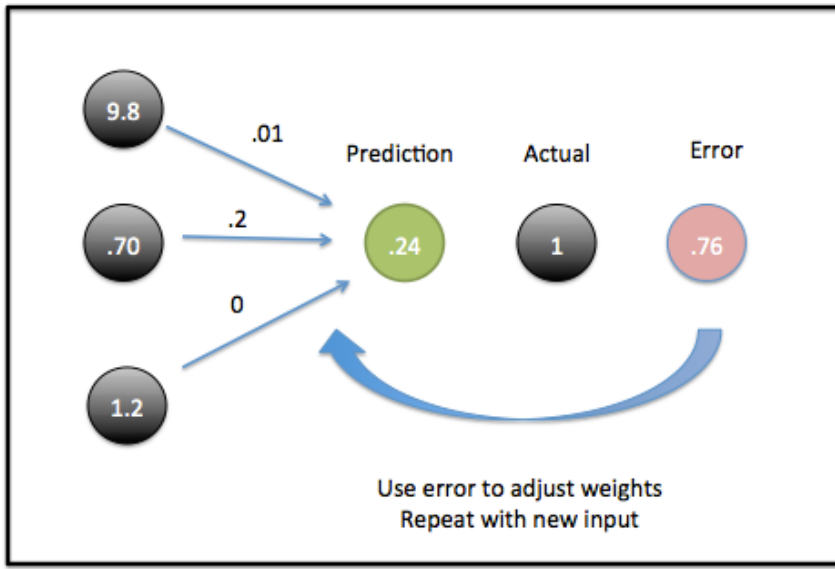 9.8
.01
Prediction
Actual
Error
.70
.2
.24
1
.76
0
1.2
Use error to adjust weights
Repeat with new input